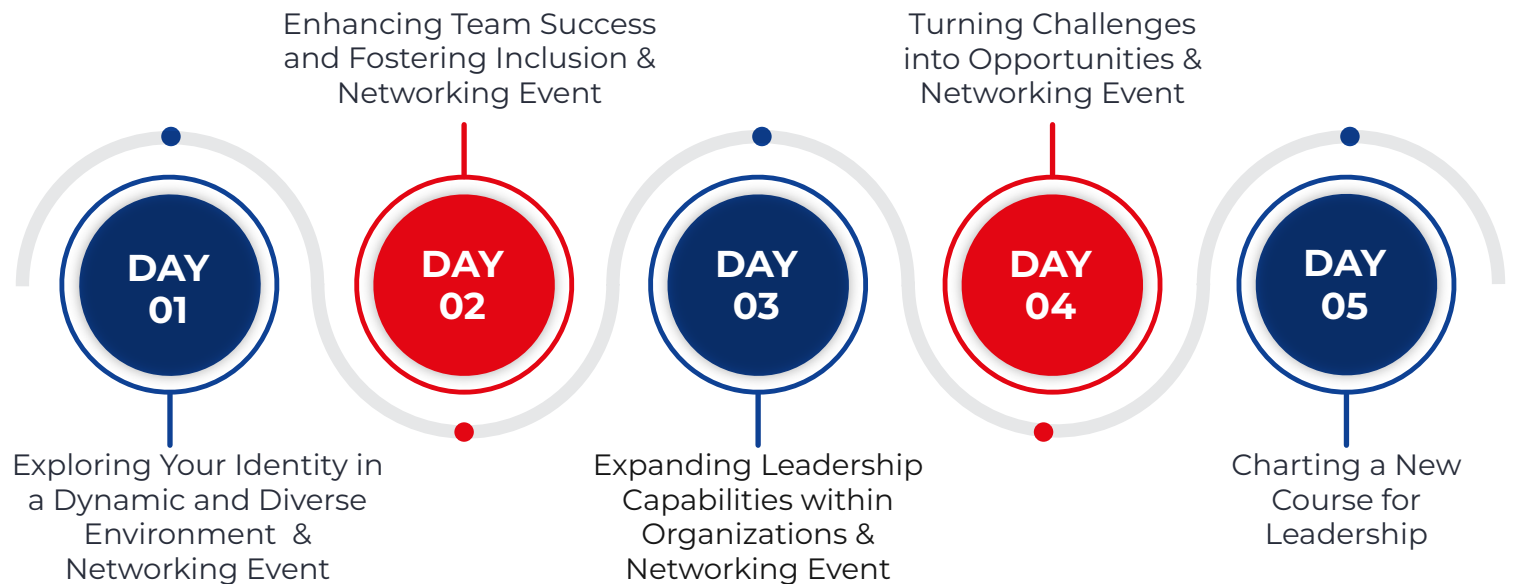 DAY
01
Exploring Your Identity in
a Dynamic and Diverse
Environment &
Networking Event
Enhancing Team Success
and Fostering Inclusion &
Networking Event
DAY
02
DAY
03
Expanding Leadership
Capabilities within
Organizations &
Networking Event
Turning Challenges
into Opportunities &
Networking Event
DAY
04
DAY
05
Charting a New
Course for
Leadership